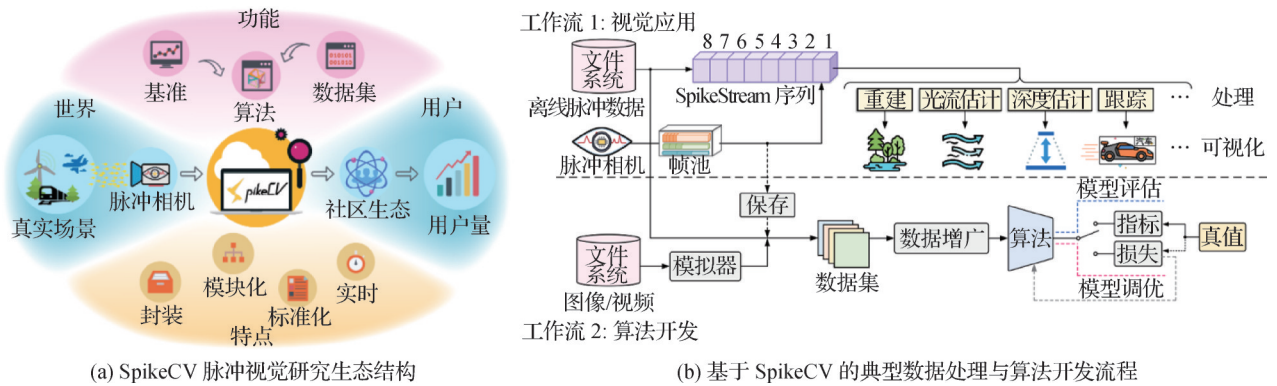 功能
基准
算法
数据集
世界
用户
真实场景
脉冲相机
SpikeCV
社区生态
用户量
封装
模块化
标准化
实时
特点
(a) SpikeCV 脉冲视觉研究生态结构
工作流 1: 视觉应用
文件
系统
离线脉冲数据
8 7 6 5 4 3 2 1
SpikeStream 序列
脉冲相机
帧池
重建
光流估计
深度估计
跟踪
… 处理
汽车
… 可视化
保存
模型评估
文件
系统
图像/视频
模拟器
数据集
数据增广
算法
指标
损失
真值
模型调优
工作流 2: 算法开发
(b) 基于 SpikeCV 的典型数据处理与算法开发流程